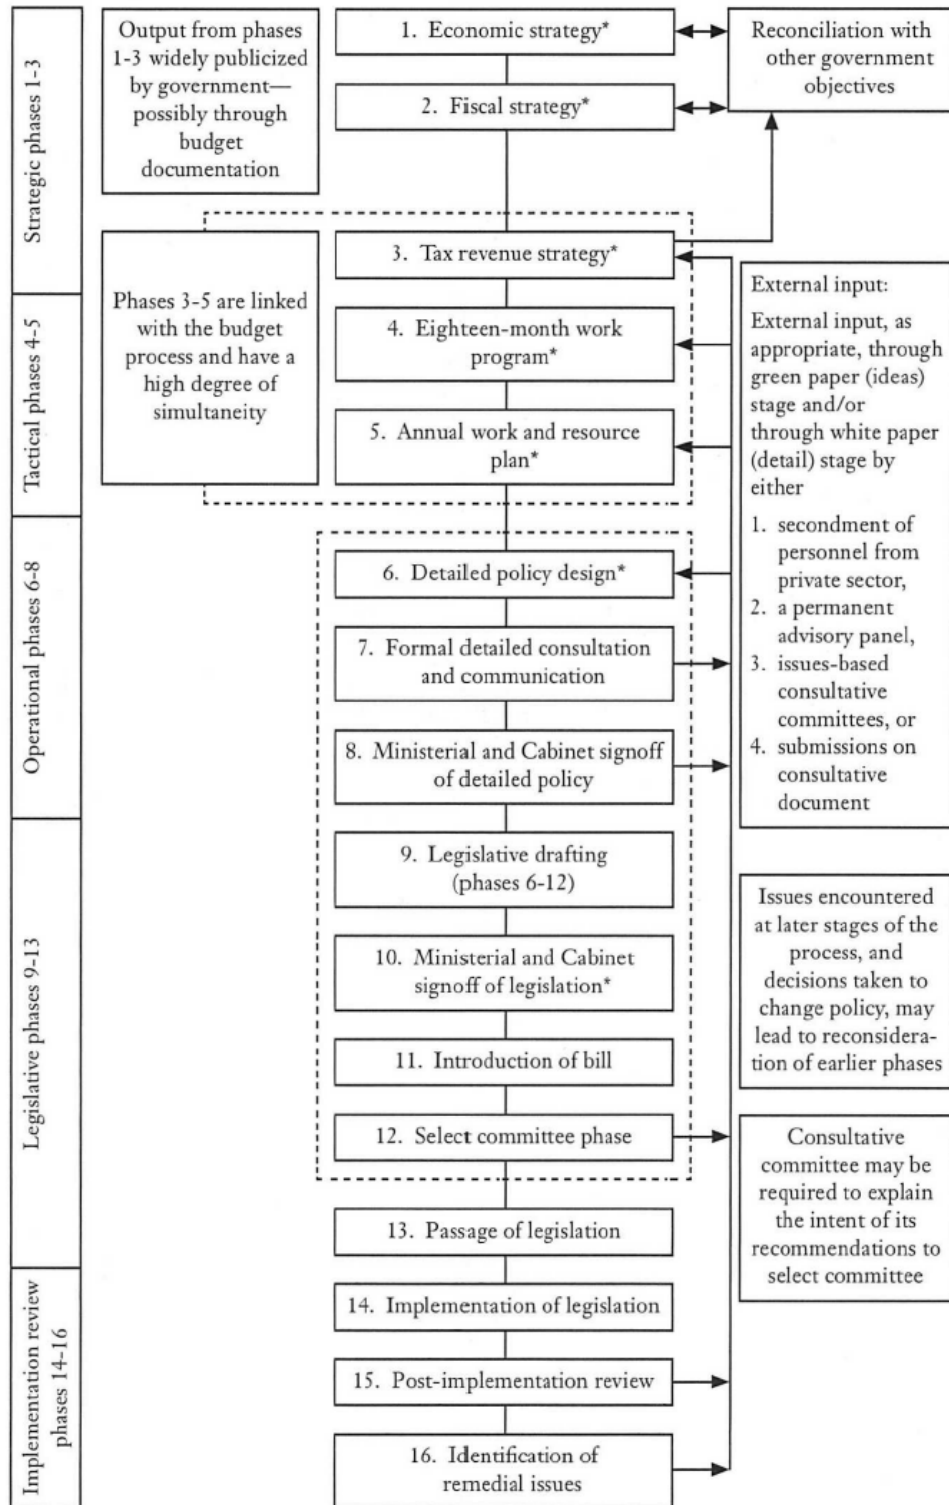 Strategic phases 1-3
Tactical phases 4-5
Operational phases 6-8
Legislative phases 9-13
Implementation review
phases 14-16
Output from phases
1-3 widely publicized
by government—
possibly through
budget
documentation
Phases 3-5 are linked
with the budget
process and have a
high degree of
simultaneity
1. Economic strategy*
2. Fiscal strategy*
3. Tax revenue strategy*
4. Eighteen-month work
program*
5. Annual work and resource
plan*
6. Detailed policy design*
7. Formal detailed consultation
and communication
8. Ministerial and Cabinet signoff
of detailed policy
9. Legislative drafting
(phases 6-12)
10. Ministerial and Cabinet
signoff of legislation*
11. Introduction of bill
12. Select committee phase
13. Passage of legislation
14. Implementation of legislation
15. Post-implementation review
16. Identification of
remedial issues
Reconciliation with
other government
objectives
External input:
External input, as
appropriate, through
green paper (ideas)
stage and/or
through white paper
(detail) stage by
either
1. secondment of
personnel from
private sector,
2. a permanent
advisory panel,
3. issues-based
consultative
committees, or
4. submissions on
consultative
document
Issues encountered
at later stages of the
process, and
decisions taken to
change policy, may
lead to reconsidera-
tion of earlier phases
Consultative
committee may be
required to explain
the intent of its
recommendations to
select committee